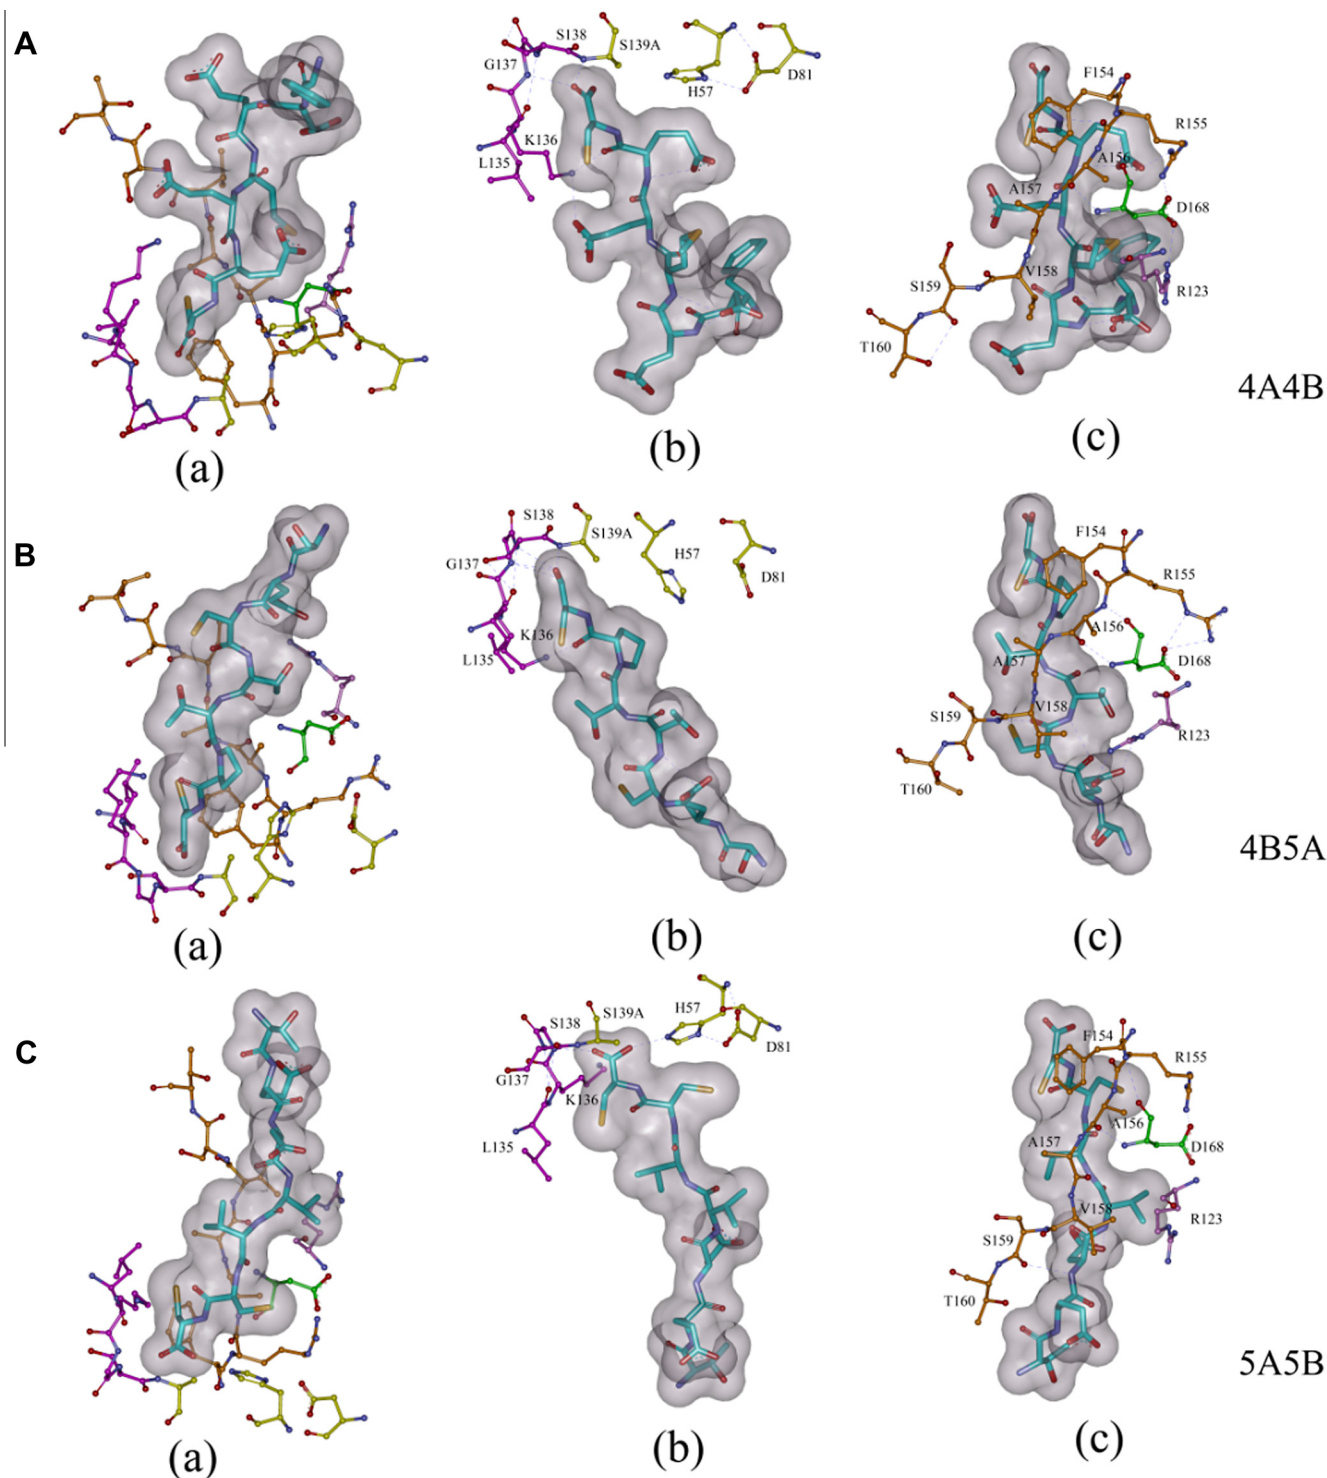 A
S138
S139A
G137
H57
D81
K136
L135
F154
R155
A156
A157
D168
V158
S159
R123
T160
4A4B
(a)
(b)
(c)
B
S138
S139A
G137
H57
D81
K136
L135
F154
R155
A156
A157
D168
V158
S159
R123
T160
4B5A
(a)
(b)
(c)
C
S138
S139A
H57
D81
G137
K136
L135
F154
R155
A156
A157
D168
V158
R123
S159
T160
5A5B
(a)
(b)
(c)